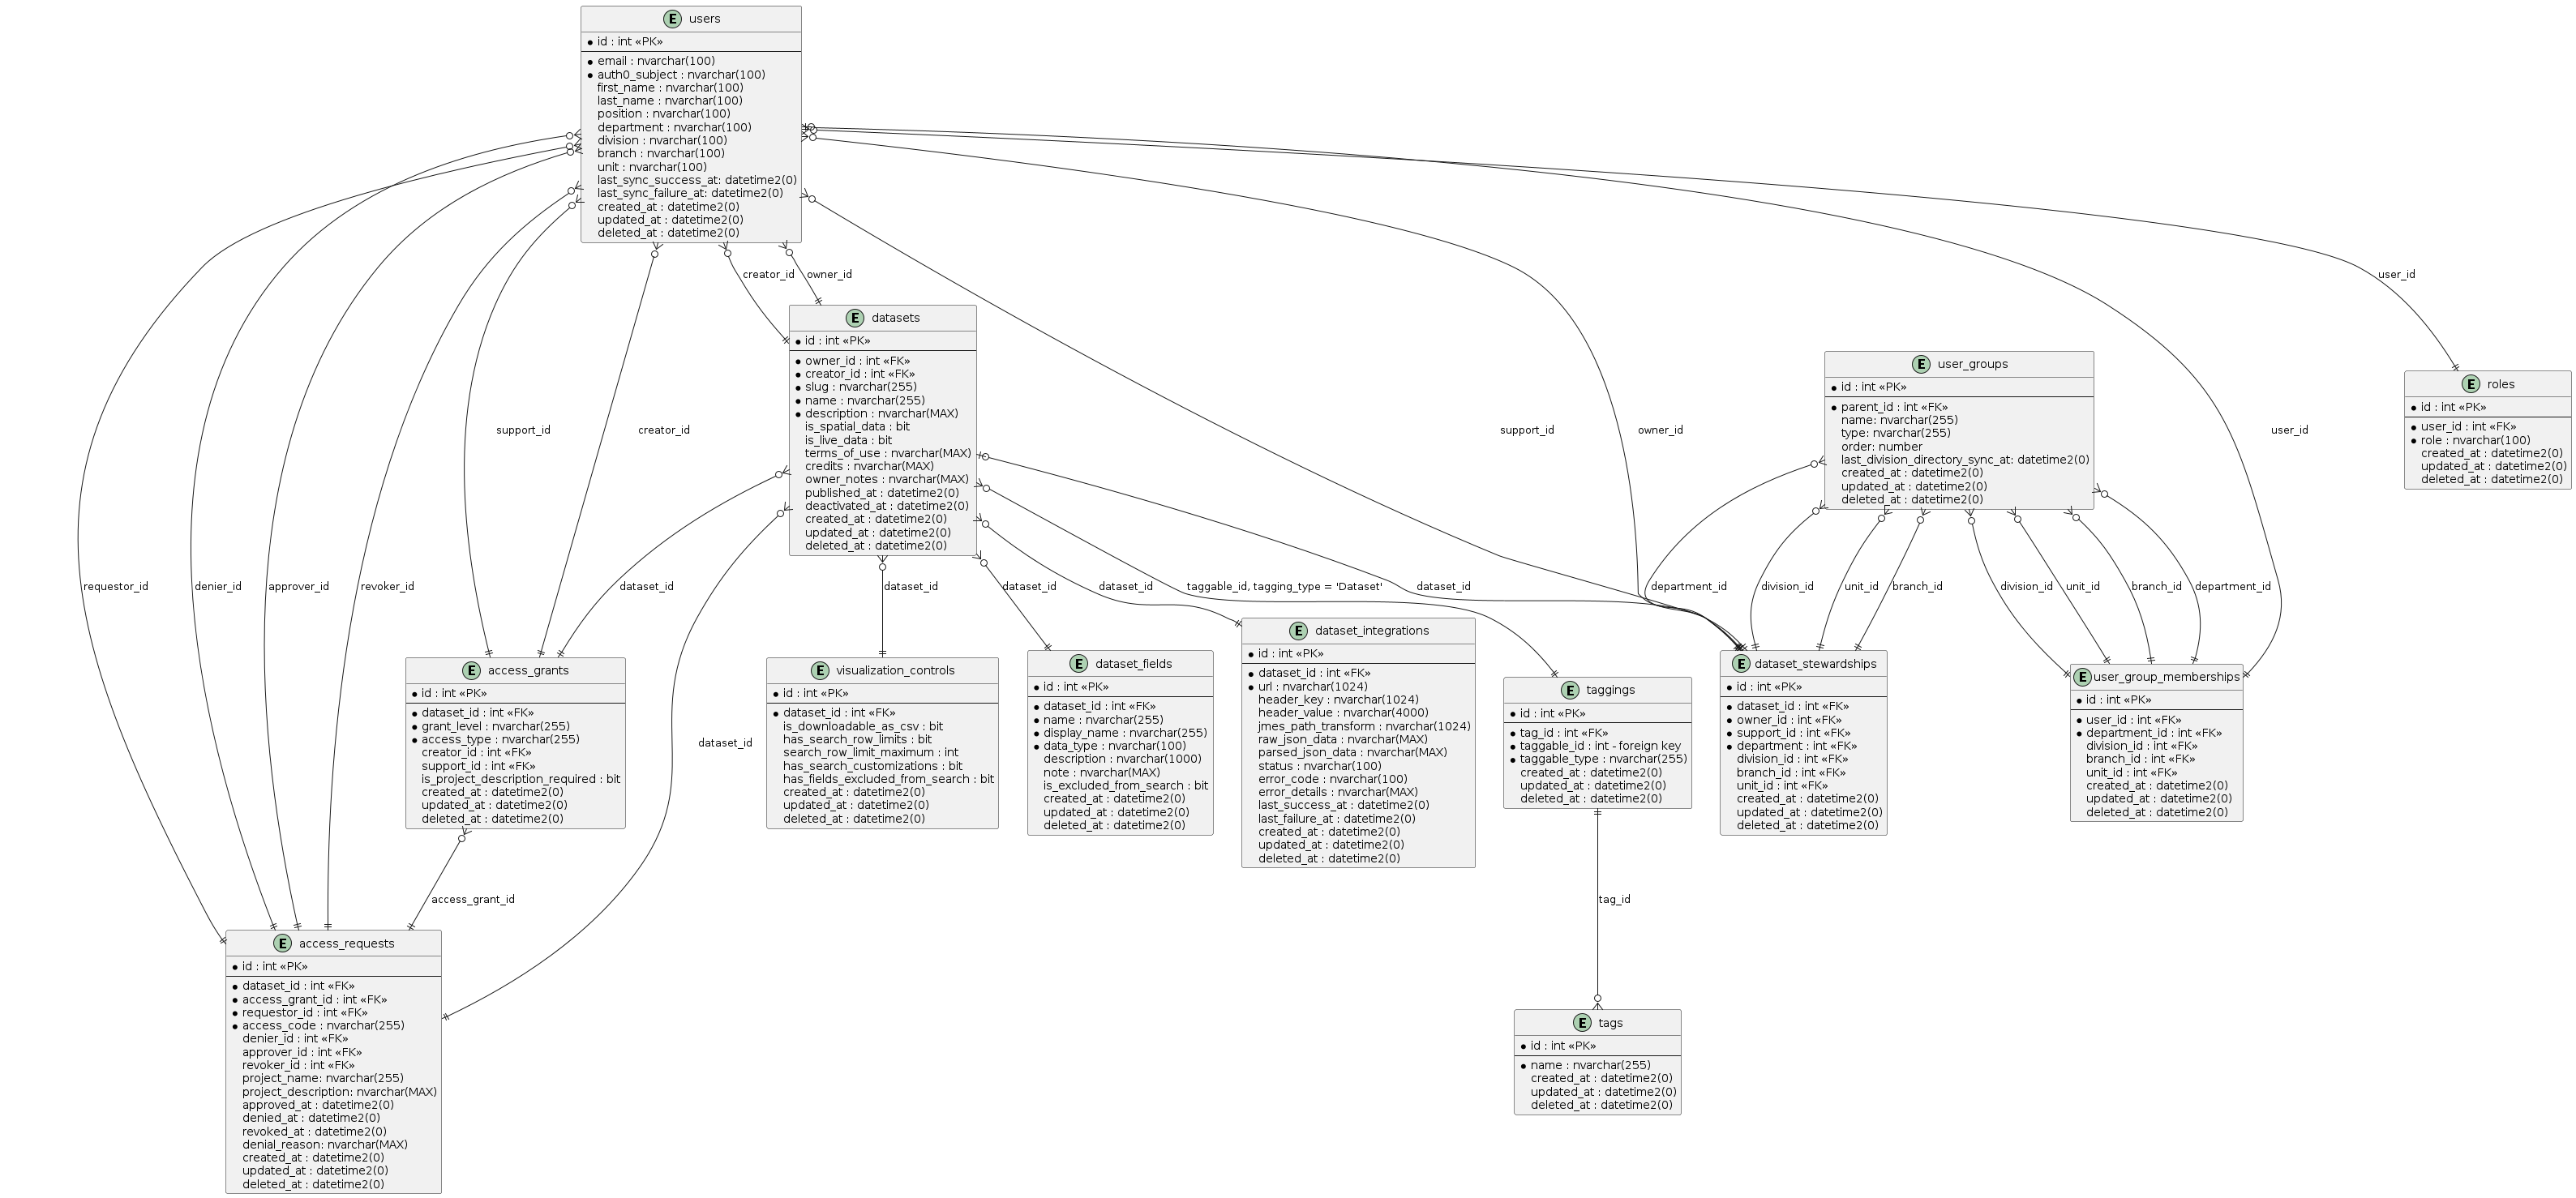 E users
id : int «PK»
email : nvarchar(100)
auth0_subject : nvarchar(100)
first_name : nvarchar(100)
last_name : nvarchar(100)
position : nvarchar(100)
department : nvarchar(100)
division : nvarchar(100)
branch : nvarchar(100)
unit : nvarchar(100)
last_sync_success_at: datetime2(0)
last_sync_failure_at: datetime2(0)
created_at : datetime2(0)
updated_at : datetime2(0)
deleted_at : datetime2(0)
creator_id
owner_id
user_id
E datasets
id : int «PK»
owner_id : int «FK»
creator_id : int «FK»
slug : nvarchar(255)
name : nvarchar(255)
description : nvarchar(MAX)
is_spatial_data : bit
is_live_data : bit
terms_of_use : nvarchar(MAX)
credits : nvarchar(MAX)
owner_notes : nvarchar(MAX)
published_at : datetime2(0)
deactivated_at : datetime2(0)
created_at : datetime2(0)
updated_at : datetime2(0)
deleted_at : datetime2(0)
E user_groups
id : int «PK»
parent_id : int «FK»
name: nvarchar(255)
type: nvarchar(255)
order: number
last_division_directory_sync_at: datetime2(0)
created_at : datetime2(0)
updated_at : datetime2(0)
deleted_at : datetime2(0)
E roles
id : int «PK»
user_id : int «FK»
role : nvarchar(100)
created_at : datetime2(0)
updated_at : datetime2(0)
deleted_at : datetime2(0)
support_id
creator_id
support_id
owner_id
user_id
requestor_id
denier_id
approver_id
revoker_id
dataset_id
dataset_id
dataset_id
dataset_id
taggable_id, tagging_type = 'Dataset'
dataset_id
department_id
division_id
unit_id
branch_id
division_id
unit_id
branch_id
department_id
E access_grants
id : int «PK»
dataset_id : int «FK»
grant_level : nvarchar(255)
access_type : nvarchar(255)
creator_id : int «FK»
support_id : int «FK»
is_project_description_required : bit
created_at : datetime2(0)
updated_at : datetime2(0)
deleted_at : datetime2(0)
dataset_id
E visualization_controls
id : int «PK»
dataset_id : int «FK»
is_downloadable_as_csv : bit
has_search_row_limits : bit
search_row_limit_maximum : int
has_search_customizations : bit
has_fields_excluded_from_search : bit
created_at : datetime2(0)
updated_at : datetime2(0)
deleted_at : datetime2(0)
E dataset_fields
id : int «PK»
dataset_id : int «FK»
name : nvarchar(255)
display_name : nvarchar(255)
data_type : nvarchar(100)
description : nvarchar(1000)
note : nvarchar(MAX)
is_excluded_from_search : bit
created_at : datetime2(0)
updated_at : datetime2(0)
deleted_at : datetime2(0)
E dataset_integrations
id : int «PK»
dataset_id : int «FK»
url : nvarchar(1024)
header_key : nvarchar(1024)
header_value : nvarchar(4000)
jmes_path_transform : nvarchar(1024)
raw_json_data : nvarchar(MAX)
parsed_json_data : nvarchar(MAX)
status : nvarchar(100)
error_code : nvarchar(100)
error_details : nvarchar(MAX)
last_success_at : datetime2(0)
last_failure_at : datetime2(0)
created_at : datetime2(0)
updated_at : datetime2(0)
deleted_at : datetime2(0)
E taggings
id : int «PK»
tag_id : int «FK»
taggable_id : int - foreign key
taggable_type : nvarchar(255)
created_at : datetime2(0)
updated_at : datetime2(0)
deleted_at : datetime2(0)
E dataset_stewardships
id : int «PK»
dataset_id : int «FK»
owner_id : int «FK»
support_id : int «FK»
department : int «FK»
division_id : int «FK»
branch_id : int «FK»
unit_id : int «FK»
created_at : datetime2(0)
updated_at : datetime2(0)
deleted_at : datetime2(0)
E user_group_memberships
id : int «PK»
user_id : int «FK»
department_id : int «FK»
division_id : int «FK»
branch_id : int «FK»
unit_id : int «FK»
created_at : datetime2(0)
updated_at : datetime2(0)
deleted_at : datetime2(0)
access_grant_id
tag_id
E access_requests
id : int «PK»
dataset_id : int «FK»
access_grant_id : int «FK»
requestor_id : int «FK»
access_code : nvarchar(255)
denier_id : int «FK»
approver_id : int «FK»
revoker_id : int «FK»
project_name: nvarchar(255)
project_description: nvarchar(MAX)
approved_at : datetime2(0)
denied_at : datetime2(0)
revoked_at : datetime2(0)
denial_reason: nvarchar(MAX)
created_at : datetime2(0)
updated_at : datetime2(0)
deleted_at : datetime2(0)
E tags
id : int «PK»
name : nvarchar(255)
created_at : datetime2(0)
updated_at : datetime2(0)
deleted_at : datetime2(0)